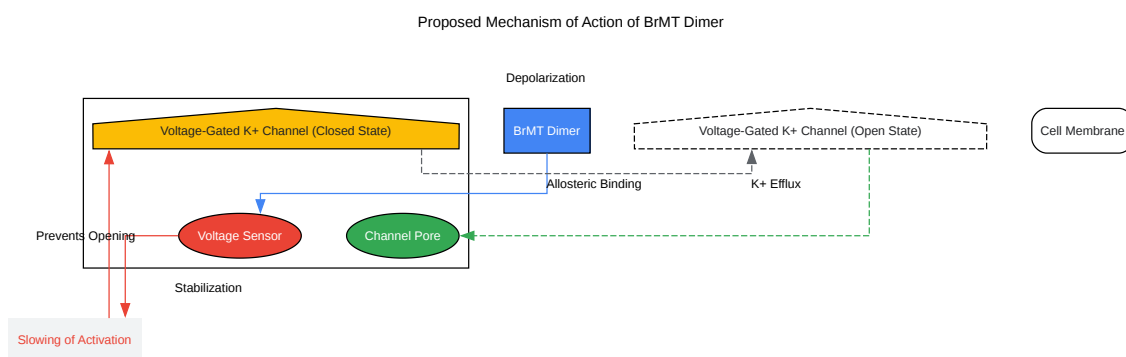 Proposed Mechanism of Action of BrMT Dimer
Depolarization
Voltage-Gated K+ Channel (Closed State)
BrMT Dimer
Voltage-Gated K+ Channel (Open State)
Cell Membrane
Allosteric Binding
K+ Efflux
Prevents Opening
Voltage Sensor
Channel Pore
Stabilization
Slowing of Activation